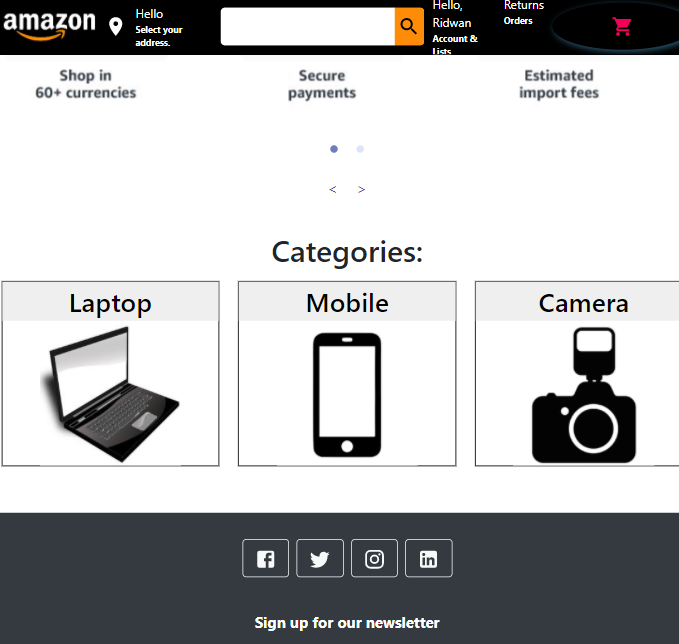 amazon
Hello
Select your
address.
Hello,
Ridwan
Account &
Lists
Returns
Orders
Shop in
60+ currencies
Secure
payments
Estimated
import fees
< >
Categories:
Laptop
Mobile
Camera
Sign up for our newsletter